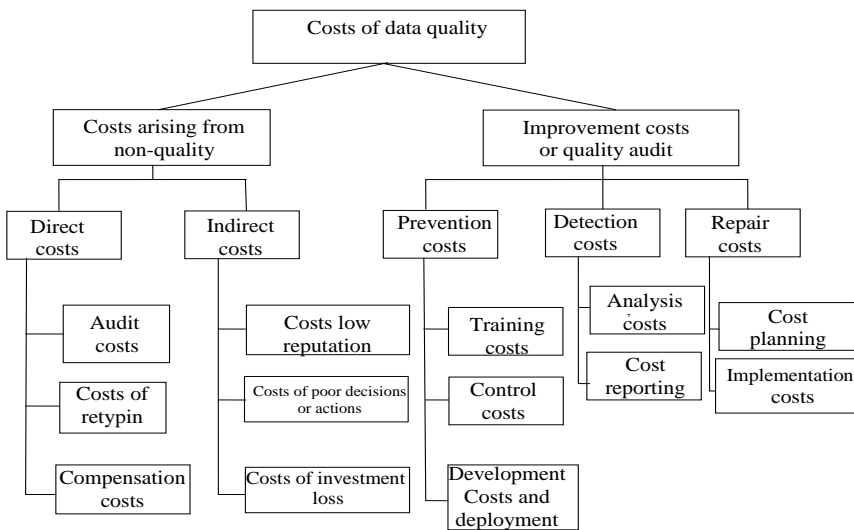 Costs of data quality
Costs arising from
non-quality
Improvement costs
or quality audit
Direct
costs
Indirect
costs
Prevention
costs
Detection
costs
Repair
costs
Audit
costs
Costs of
retypin
Compensation
costs
Costs low
reputation
Costs of poor decisions
or actions
Costs of investment
loss
Training
costs
Control
costs
Development
Costs and
deployment
Analysis
’costs
Cost
reporting
Cost
planning
Implementation
costs